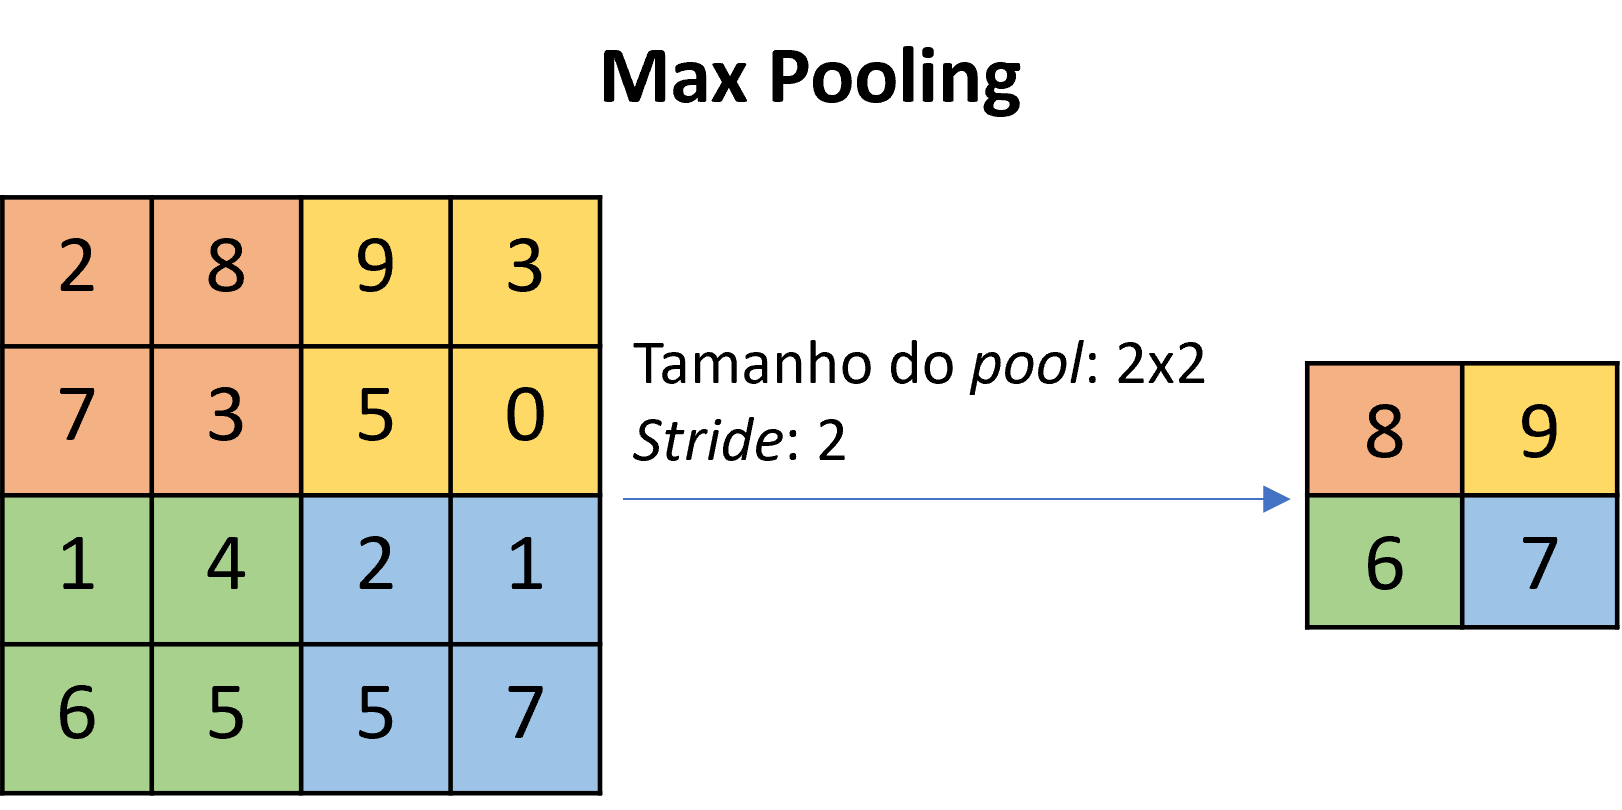 Max Pooling
2 8 9 3
7 3 5 0
1 4 2 1
6 5 5 7
Tamanho do pool: 2x2
Stride: 2
8 9
6 7